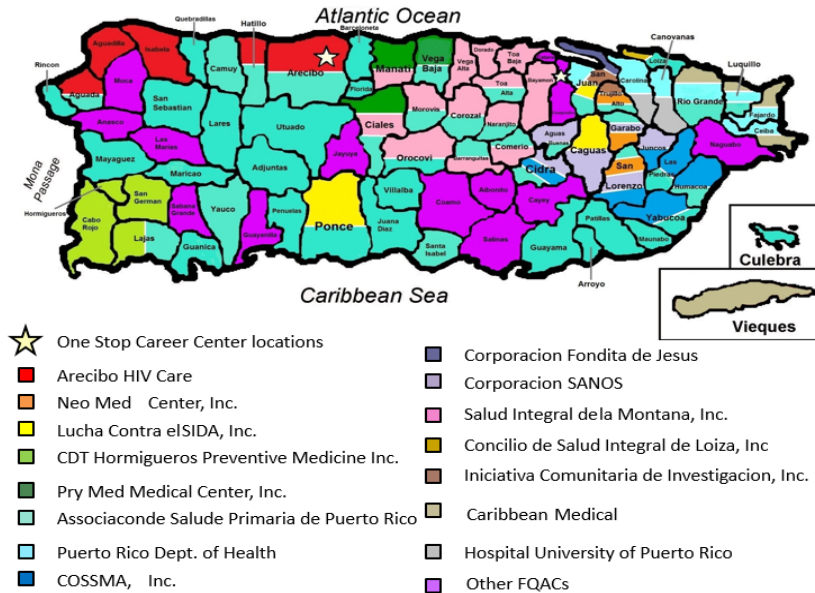 Atlantic Ocean
Quebradillas
Hatillo
Barceloneta
Canovanas
Dorado
Toa Baja
Aguadilla
Isabela
Camuy
Arecibo
Manati
Vega Baja
Vega Alta
Bayamon
San Juan
Carolina
Loiza
Luquillo
Rincon
Moca
Florida
Toa Alta
Trujillo Alto
Rio Grande
Aguada
San Sebastian
Fajardo
Lares
Utuado
Ciales
Morovis
Corozal
Naranjito
Garabo
Ceiba
Anasco
Las Marias
Aguas Buenas
Juncos
Naguabo
Jayuya
Orocovi
Comerio
Caguas
Mona Passage
Mayaguez
Adjuntas
Barranquitas
Cidra
San Lorenzo
Las Piedras
Humacao
Maricao
Hormigueros
San German
Villalba
Coamo
Aibonito
Cayey
Yabucoa
Cabo Rojo
Sabana Grande
Yauco
Penuelas
Ponce
Juana Diaz
Patillas
Lajas
Guanica
Guayanilla
Santa Isabel
Salinas
Guayama
Maunabo
Arroyo
Culebra
Caribbean Sea
Vieques
One Stop Career Center locations
Arecibo HIV Care
Neo Med Center, Inc.
Lucha Contra elSIDA, Inc.
CDT Hormigueros Preventive Medicine Inc.
Pry Med Medical Center, Inc.
Associaconde Salude Primaria de Puerto Rico
Puerto Rico Dept. of Health
COSSMA, Inc.
Corporacion Fondita de Jesus
Corporacion SANOS
Salud Integral dela Montana, Inc.
Concilio de Salud Integral de Loiza, Inc
Iniciativa Comunitaria de Investigacion, Inc.
Caribbean Medical
Hospital University of Puerto Rico
Other FQACs